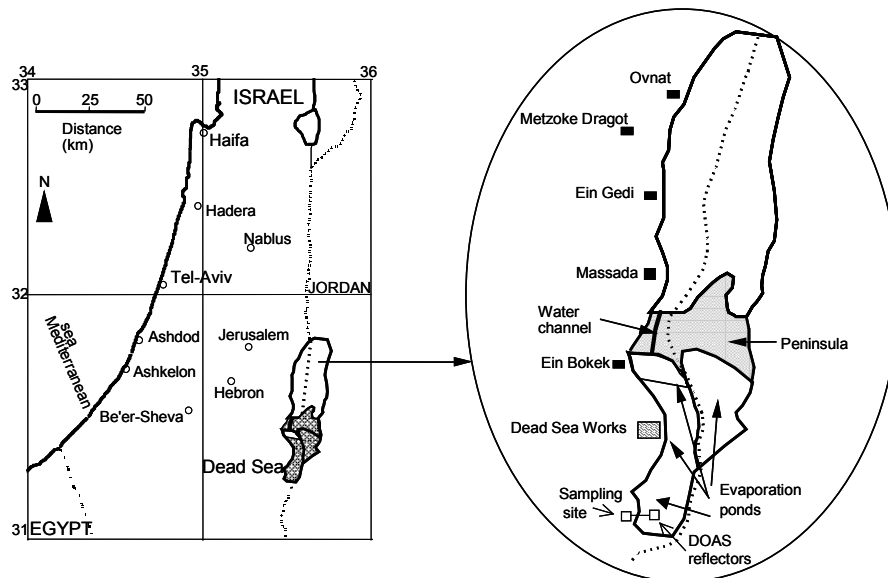 34
35
36
33
ISRAEL
0 25 50
Distance
(km)
Haifa
N
Hadera
Nablus
Tel-Aviv
32
JORDAN
sea
Mediterranean
Ashdod
Jerusalem
Ashkelon
Hebron
Be'er-Sheva
Dead Sea
31
EGYPT
Ovnat
Metzoke Dragot
Ein Gedi
Massada
Water
channel
Peninsula
Ein Bokek
Dead Sea Works
Sampling
site
Evaporation
ponds
DOAS
reflectors